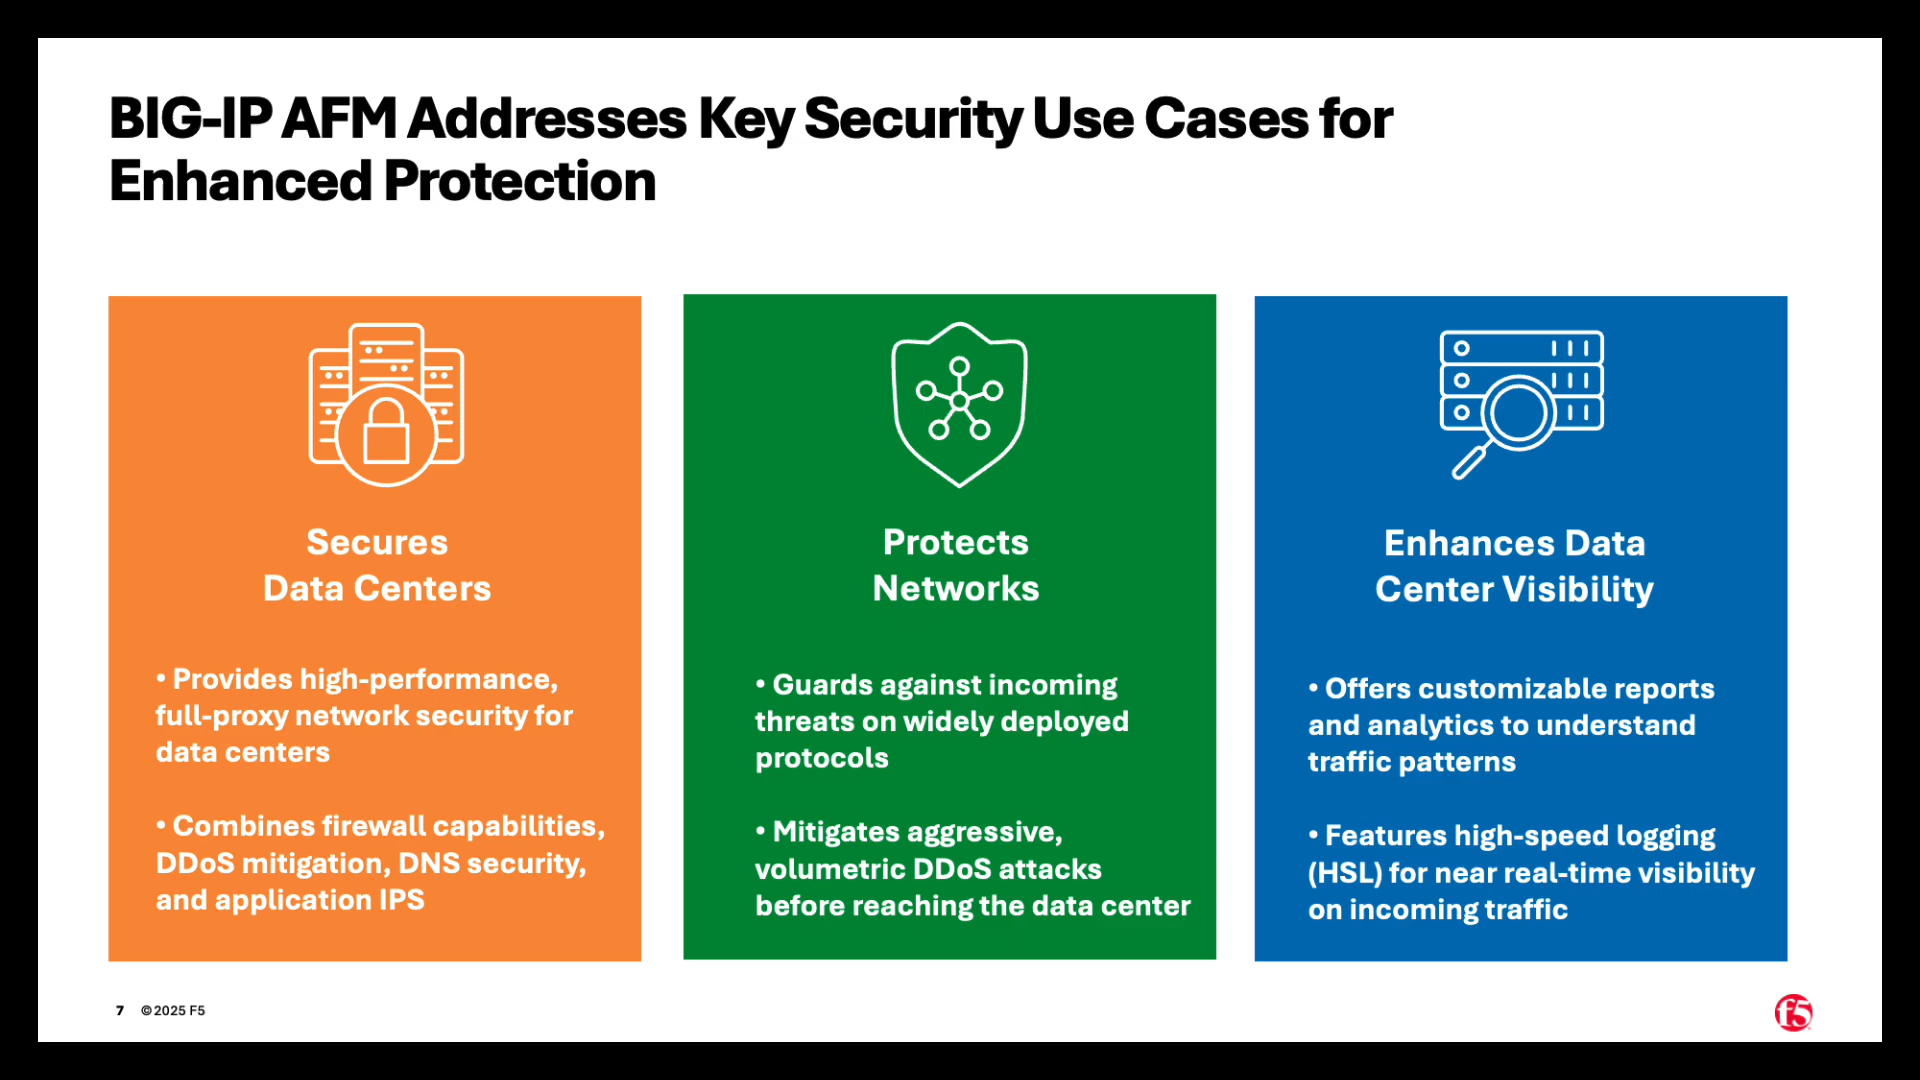 BIG-IP AFM Addresses Key Security Use Cases for
Enhanced Protection
Secures
Data Centers
• Provides high-performance,
full-proxy network security for
data centers
• Combines firewall capabilities,
DDoS mitigation, DNS security,
and application IPS
Protects
Networks
• Guards against incoming
threats on widely deployed
protocols
• Mitigates aggressive,
volumetric DDoS attacks
before reaching the data center
Enhances Data
Center Visibility
• Offers customizable reports
and analytics to understand
traffic patterns
• Features high-speed logging
(HSL) for near real-time visibility
on incoming traffic
7 ©2025 F5
f5